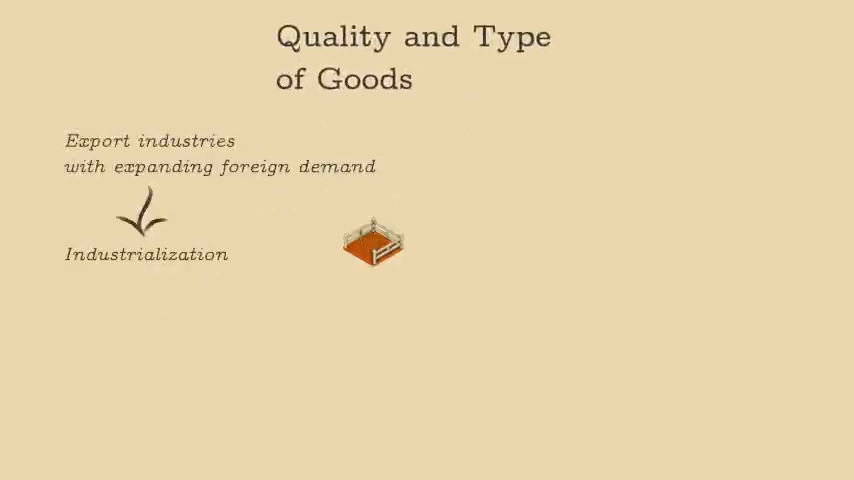 Quality and Type
of Goods
Export industries
with expanding foreign demand
Industrialization